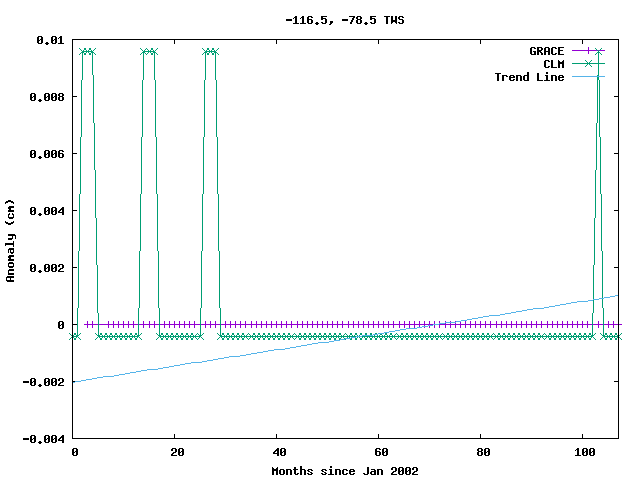 -116.5, -78.5 TWS
GRACE
CLM
Trend Line
0.01
0.008
0.006
0.004
0.002
0
-0.002
-0.004
Anomaly (cm)
0 20 40 60 80 100
Months since Jan 2002